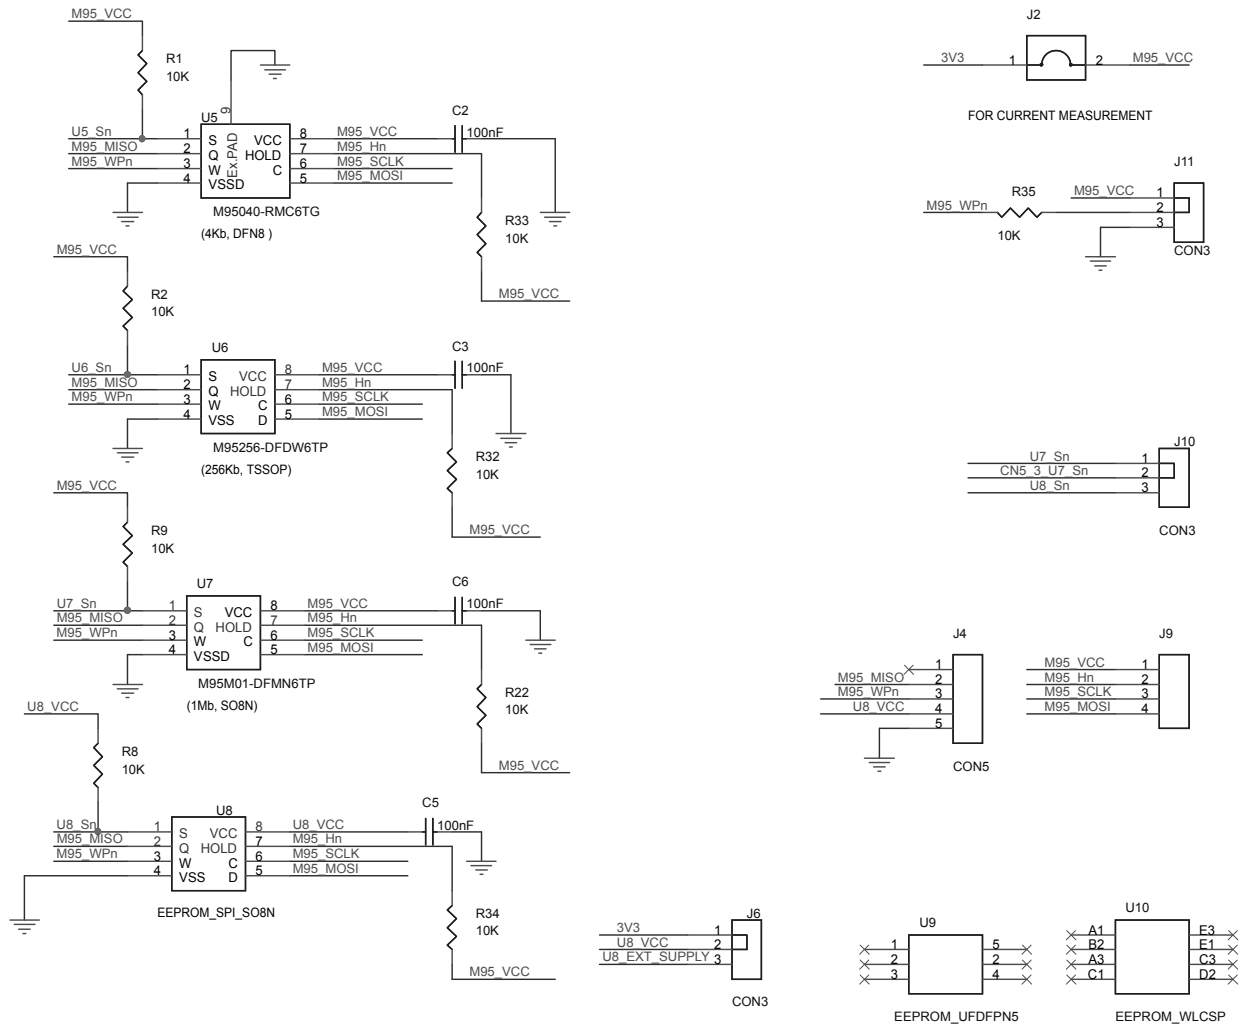 M95_VCC
R1
10K
U5
9
U5_Sn
M95_MISO
M95_WPn
1
2
3
4
S
Q
W
VSSD
Ex.PAD
VCC
HOLD
C
8
7
6
5
M95_VCC
M95_Hn
M95_SCLK
M95_MOSI
C2
100nF
M95040-RMC6TG
(4Kb, DFN8 )
R33
10K
M95_VCC
M95_VCC
R2
10K
U6
U6_Sn
M95_MISO
M95_WPn
1
2
3
4
S
Q
W
VSS
VCC
HOLD
C
D
8
7
6
5
M95_VCC
M95_Hn
M95_SCLK
M95_MOSI
C3
100nF
M95256-DFDW6TP
(256Kb, TSSOP)
R32
10K
M95_VCC
M95_VCC
R9
10K
U7
U7_Sn
M95_MISO
M95_WPn
1
2
3
4
S
Q
W
VSSD
VCC
HOLD
C
8
7
6
5
M95_VCC
M95_Hn
M95_SCLK
M95_MOSI
C6
100nF
M95M01-DFMN6TP
(1Mb, SO8N)
R22
10K
M95_VCC
U8_VCC
R8
10K
U8
U8_Sn
M95_MISO
M95_WPn
1
2
3
4
S
Q
W
VSS
VCC
HOLD
C
D
8
7
6
5
U8_VCC
M95_Hn
M95_SCLK
M95_MOSI
C5
100nF
EEPROM_SPI_SO8N
R34
10K
M95_VCC
J2
3V3
1
2
M95_VCC
FOR CURRENT MEASUREMENT
J11
M95_VCC
R35
M95_WPn
10K
1
2
3
CON3
J10
U7_Sn
CN5_3_U7_Sn
U8_Sn
1
2
3
CON3
J4
M95_MISO
M95_WPn
U8_VCC
1
2
3
4
5
CON5
J9
M95_VCC
M95_Hn
M95_SCLK
M95_MOSI
1
2
3
4
J6
3V3
U8_VCC
U8_EXT_SUPPLY
1
2
3
CON3
U9
1
2
3
5
2
4
EEPROM_UFDFPN5
U10
A1
B2
A3
C1
E3
E1
C3
D2
EEPROM_WLCSP